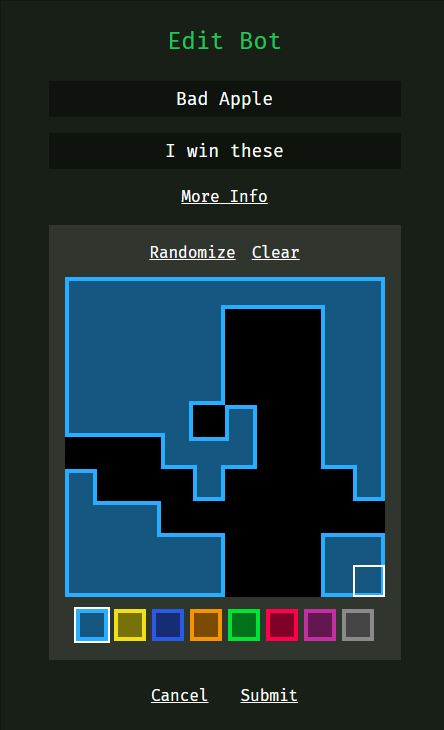 Edit Bot
Bad Apple
I win these
More Info
Randomize Clear
Cancel Submit